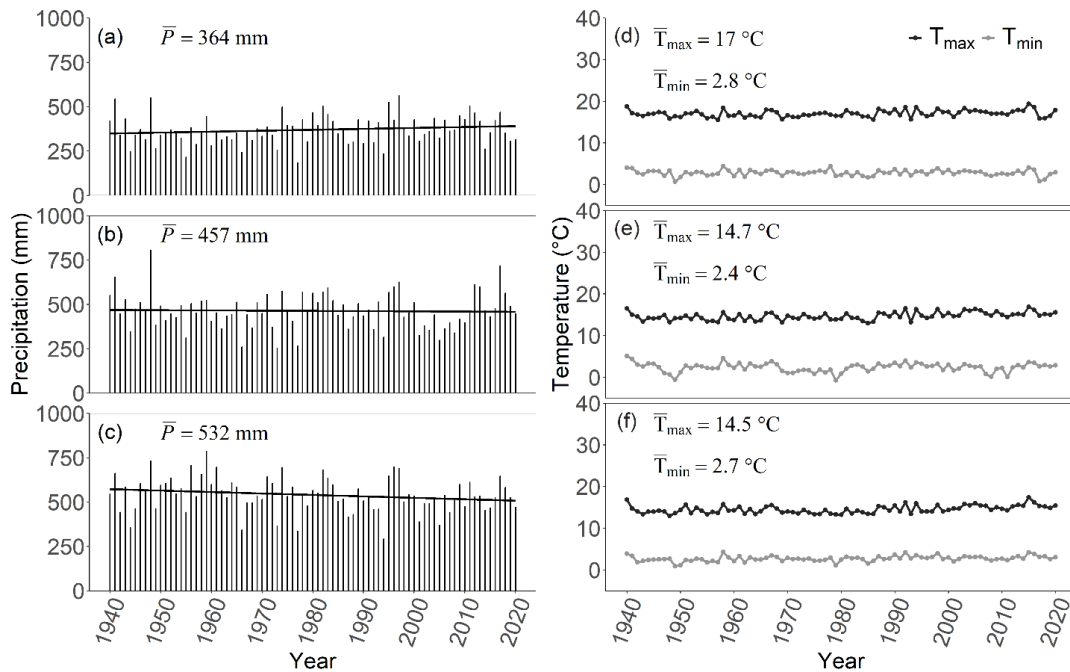 Precipitation (mm)
1000
750
500
250
0
(a)
P̅ = 364 mm
1000
750
500
250
0
(b)
P̅ = 457 mm
1000
750
500
250
0
(c)
P̅ = 532 mm
1940
1950
1960
1970
1980
1990
2000
2010
2020
Year
Temperature (°C)
40
30
20
10
0
(d)
T̅max = 17 °C
T̅min = 2.8 °C
Tmax
Tmin
40
30
20
10
0
(e)
T̅max = 14.7 °C
T̅min = 2.4 °C
40
30
20
10
0
(f)
T̅max = 14.5 °C
T̅min = 2.7 °C
1940
1950
1960
1970
1980
1990
2000
2010
2020
Year